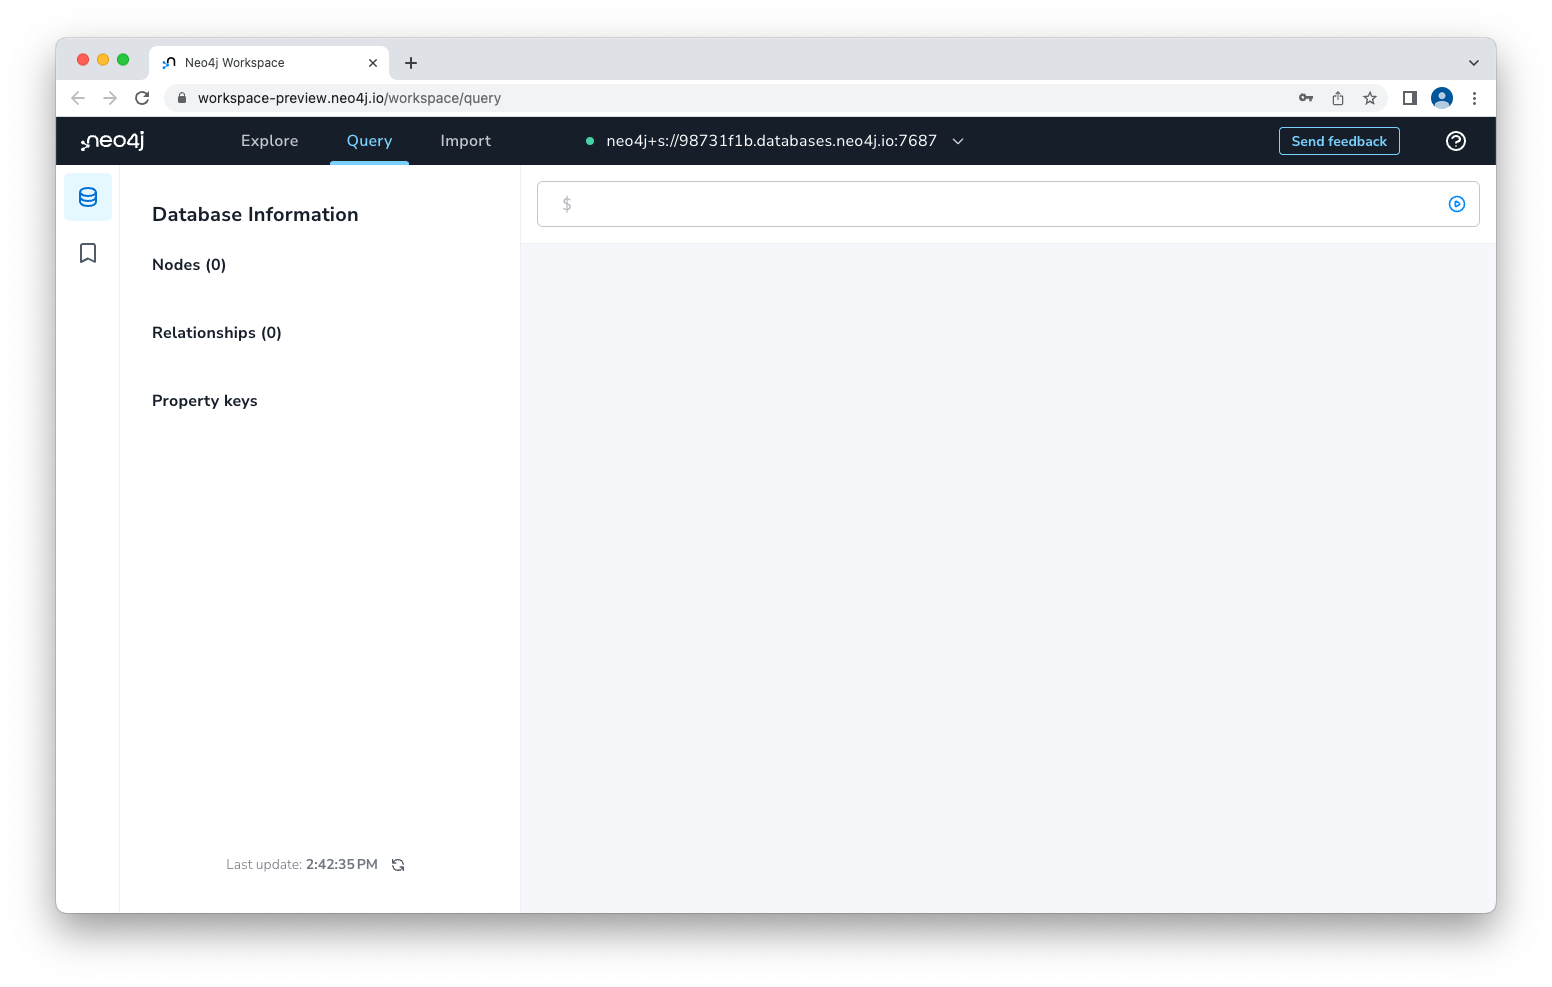 Neo4j Workspace
workspace-preview.neo4j.io/workspace/query
neo4j
Explore
Query
Import
neo4j+s://98731f1b.databases.neo4j.io:7687
Send feedback
Database Information
$
Nodes (0)
Relationships (0)
Property keys
Last update: 2:42:35 PM